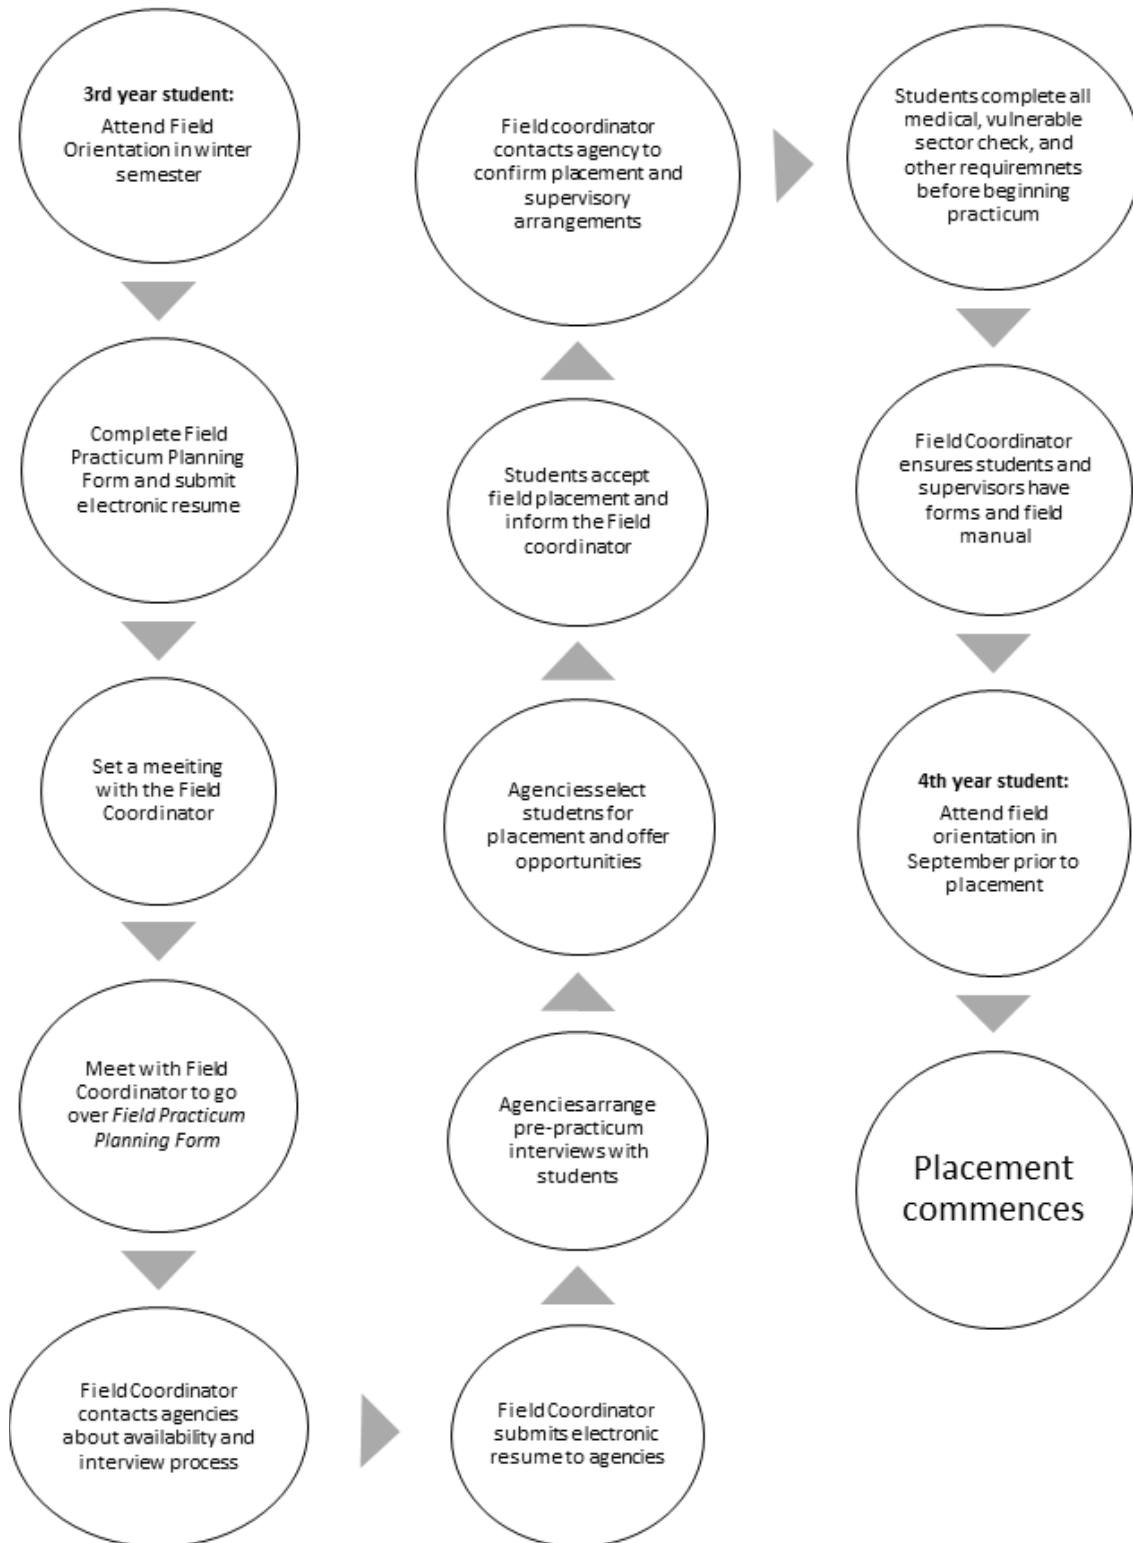 3rd year student:
Attend Field
Orientation in winter
semester
Complete Field
Practicum Planning
Form and submit
electronic resume
Set a meeiting
with the Field
Coordinator
Meet with Field
Coordinator to go
over Field Practicum
Planning Form
Field Coordinator
contacts agencies
about availability and
interview process
Field Coordinator
submits electronic
resume to agencies
Agencies arrange
pre-practicum
interviews with
students
Agencies select
studetns for
placement and offer
opportunities
Students accept
field placement and
inform the Field
coordinator
Field coordinator
contacts agency to
confirm placement and
supervisory
arrangements
Students complete all
medical, vulnerable
sector check, and
other requiremnets
before beginning
practicum
Field Coordinator
ensures students and
supervisors have
forms and field
manual
4th year student:
Attend field
orientation in
September prior to
placement
Placement
commences